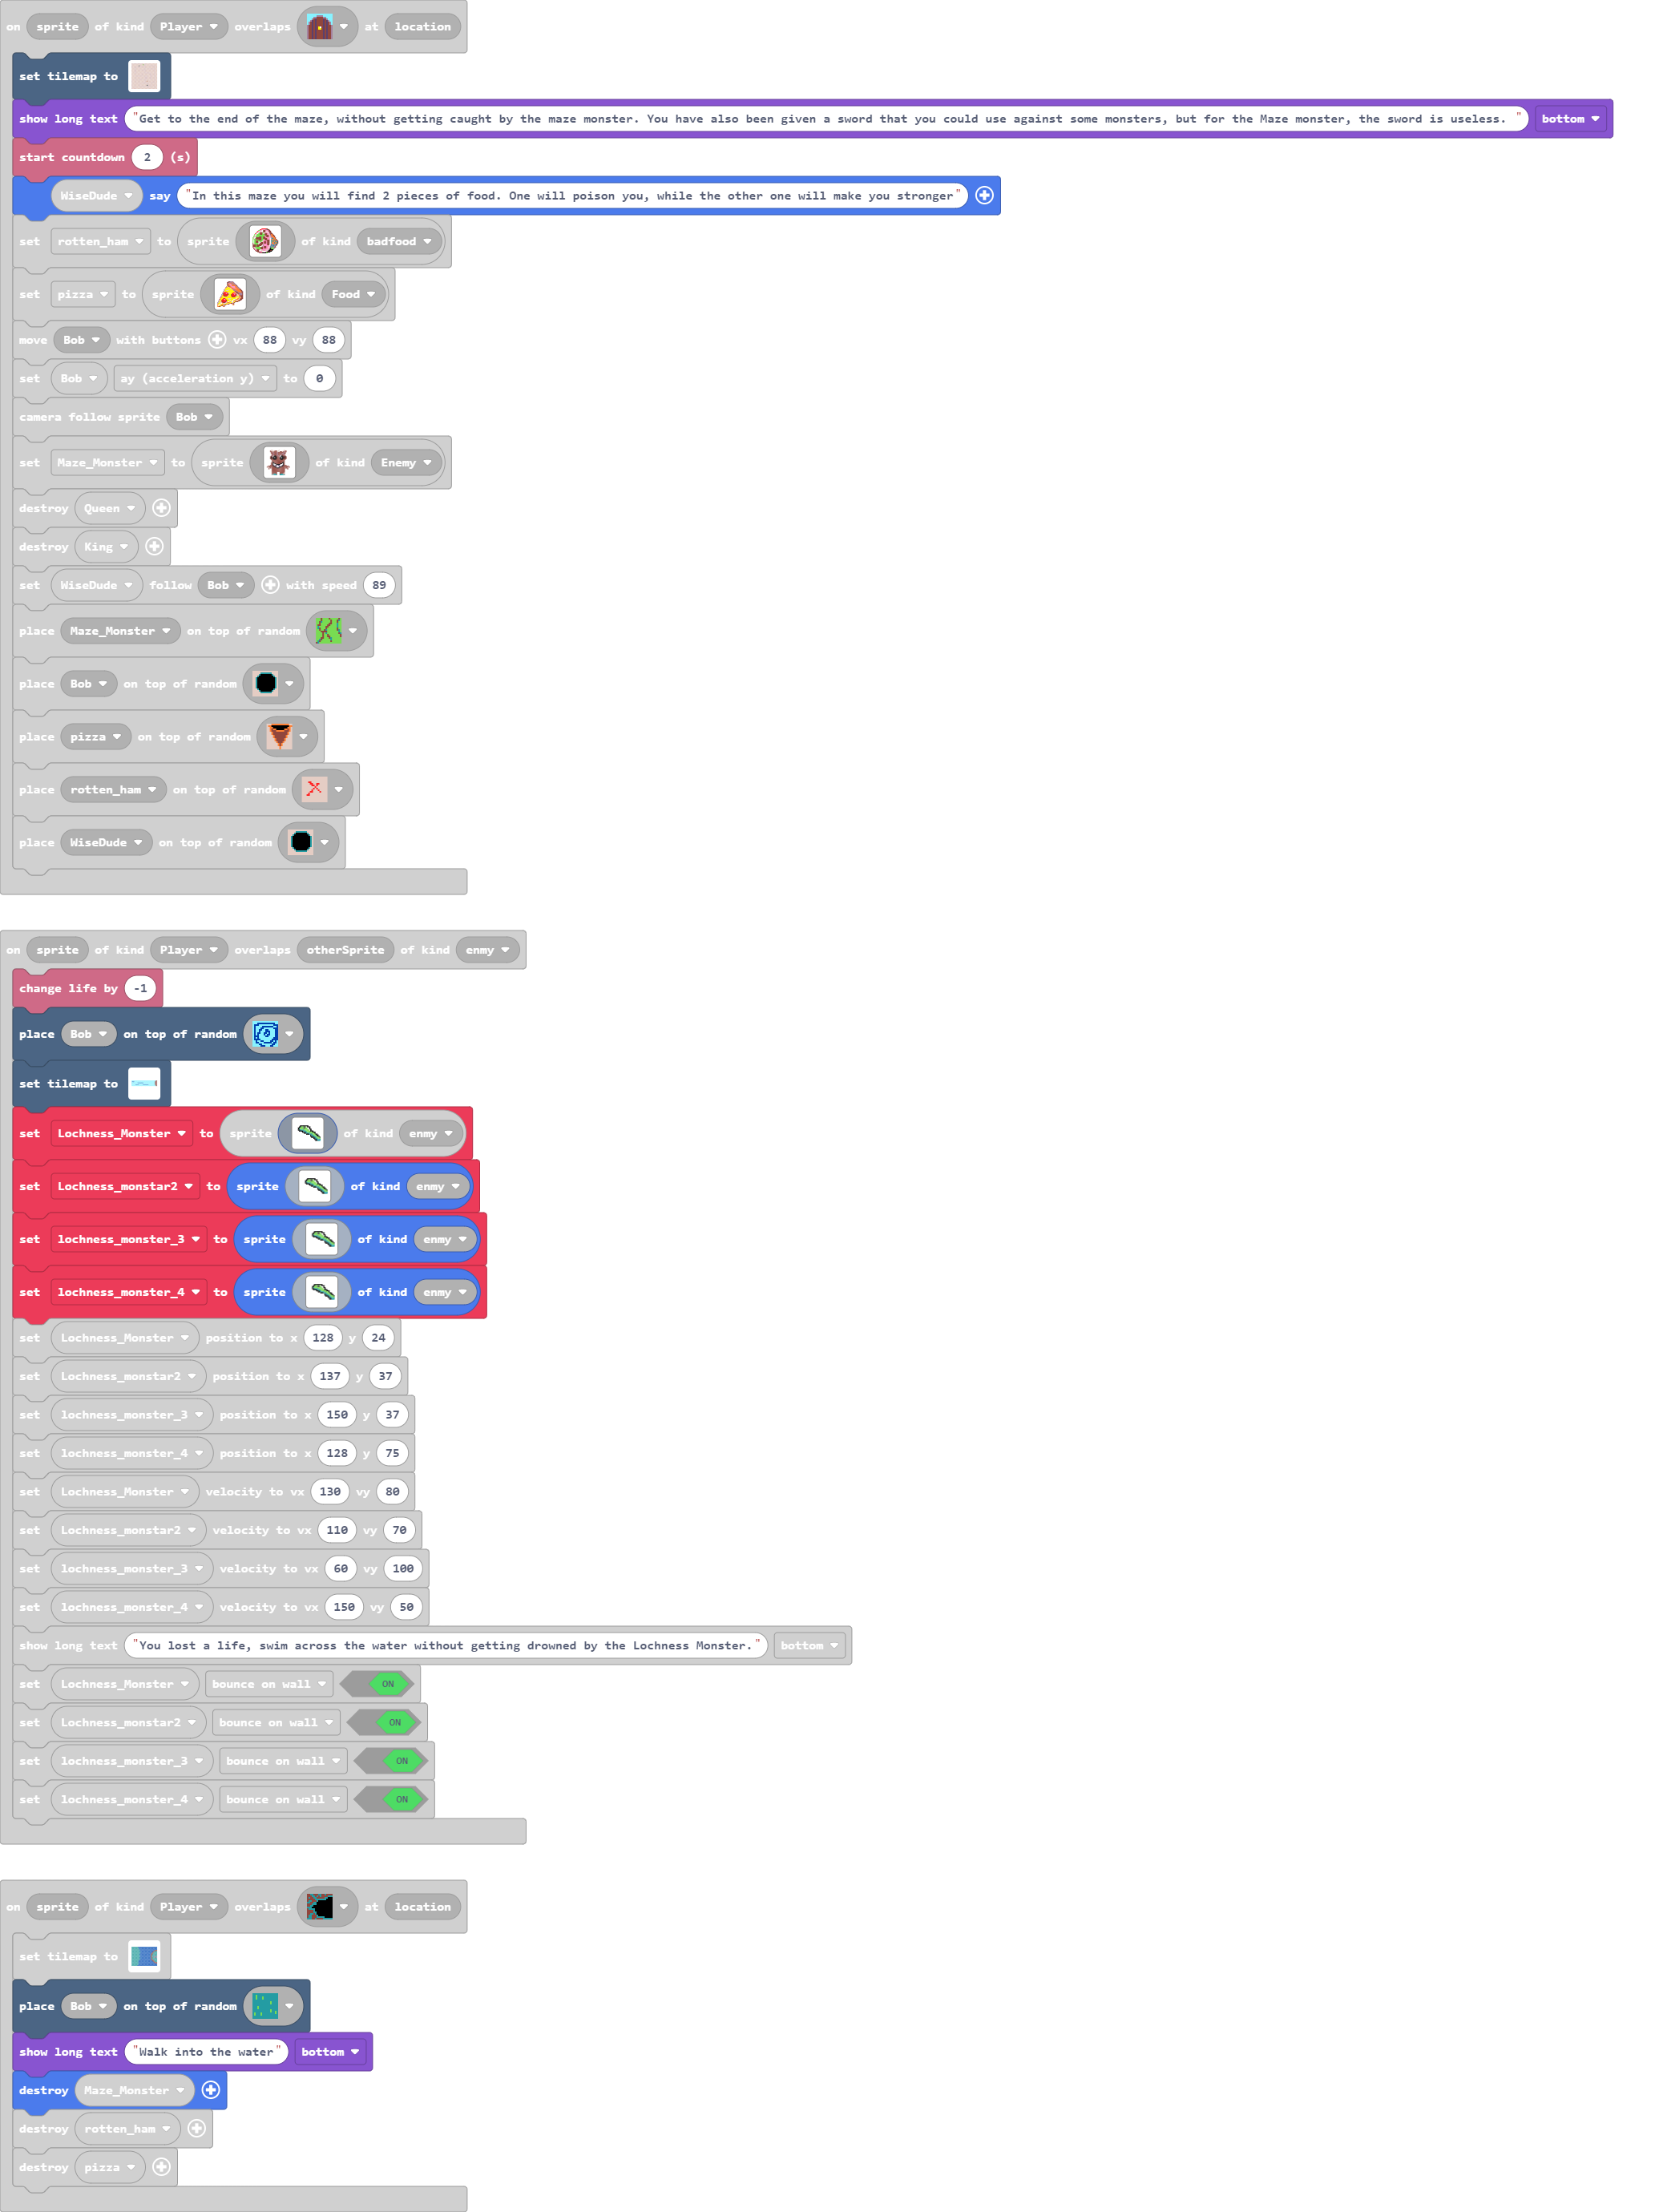 on sprite of kind Player overlaps at location
set tilemap to
show long text "Get to the end of the maze, without getting caught by the maze monster. You have also been given a sword that you could use against some monsters, but for the Maze monster, the sword is useless. " bottom
start countdown 2 (s)
WiseDude say "In this maze you will find 2 pieces of food. One will poison you, while the other one will make you stronger"
set rotten_ham to sprite of kind badfood
set pizza to sprite of kind Food
move Bob with buttons vx 88 vy 88
set Bob ay (acceleration y) to 0
camera follow sprite Bob
set Maze_Monster to sprite of kind Enemy
destroy Queen
destroy King
set WiseDude follow Bob with speed 89
place Maze_Monster on top of random
place Bob on top of random
place pizza on top of random
place rotten_ham on top of random
place WiseDude on top of random
on sprite of kind Player overlaps otherSprite of kind enmy
change life by -1
place Bob on top of random
set tilemap to
set Lochness_Monster to sprite of kind enmy
set Lochness_monstar2 to sprite of kind enmy
set lochness_monster_3 to sprite of kind enmy
set lochness_monster_4 to sprite of kind enmy
set Lochness_Monster position to x 128 y 24
set Lochness_monstar2 position to x 137 y 37
set lochness_monster_3 position to x 150 y 37
set lochness_monster_4 position to x 128 y 75
set Lochness_Monster velocity to vx 130 vy 80
set Lochness_monstar2 velocity to vx 110 vy 70
set lochness_monster_3 velocity to vx 60 vy 100
set lochness_monster_4 velocity to vx 150 vy 50
show long text "You lost a life, swim across the water without getting drowned by the Lochness Monster." bottom
set Lochness_Monster bounce on wall ON
set Lochness_monstar2 bounce on wall ON
set lochness_monster_3 bounce on wall ON
set lochness_monster_4 bounce on wall ON
on sprite of kind Player overlaps at location
set tilemap to
place Bob on top of random
show long text "Walk into the water" bottom
destroy Maze_Monster
destroy rotten_ham
destroy pizza